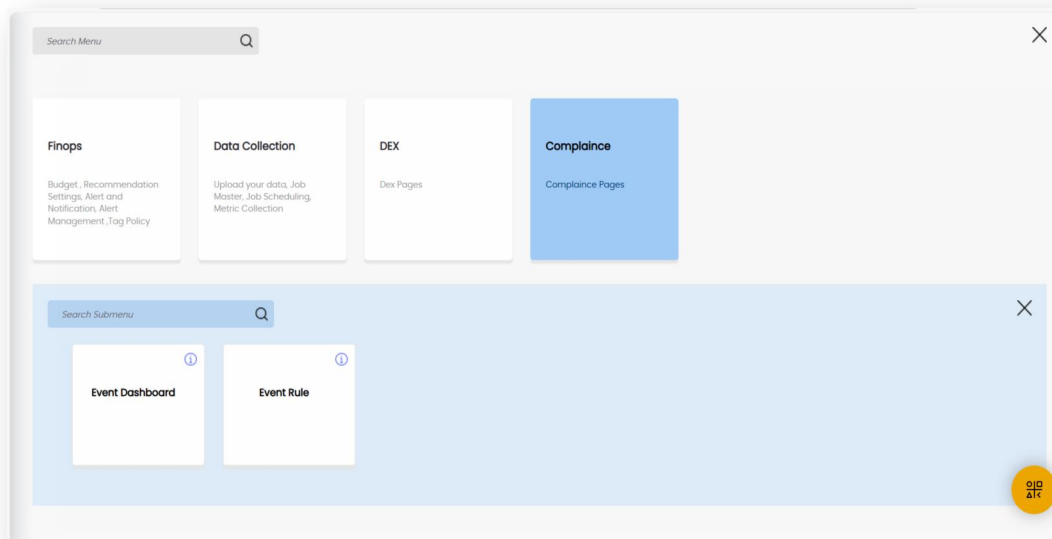 Search Menu
Finops
Budget , Recommendation
Settings, Alert and
Notification, Alert
Management ,Tag Policy
Data Collection
Upload your data, Job
Master, Job Scheduling,
Metric Collection
DEX
Dex Pages
Complaince
Complaince Pages
Search Submenu
Event Dashboard
Event Rule